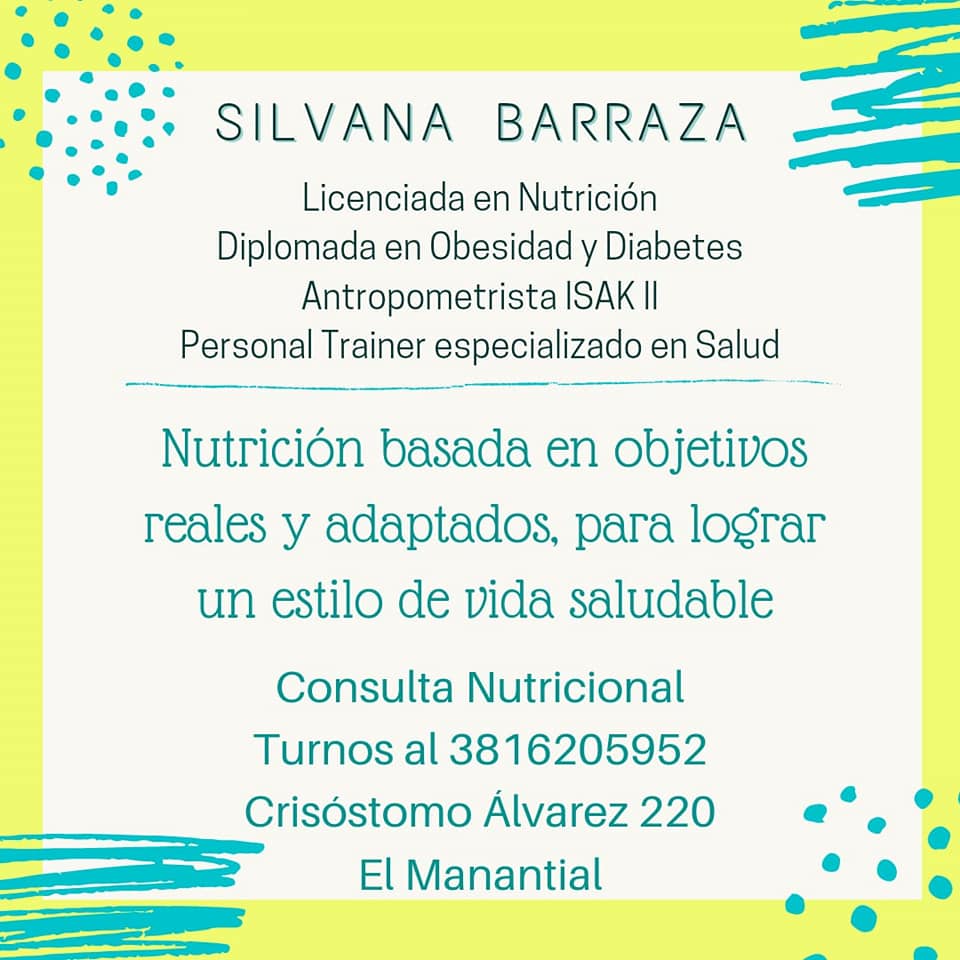 SILVANA BARRAZA
Licenciada en Nutrición
Diplomada en Obesidad y Diabetes
Antropometrista ISAK II
Personal Trainer especializado en Salud
Nutrición basada en objetivos
reales y adaptados, para lograr
un estilo de vida saludable
Consulta Nutricional
Turnos al 3816205952
Crisóstomo Álvarez 220
El Manantial